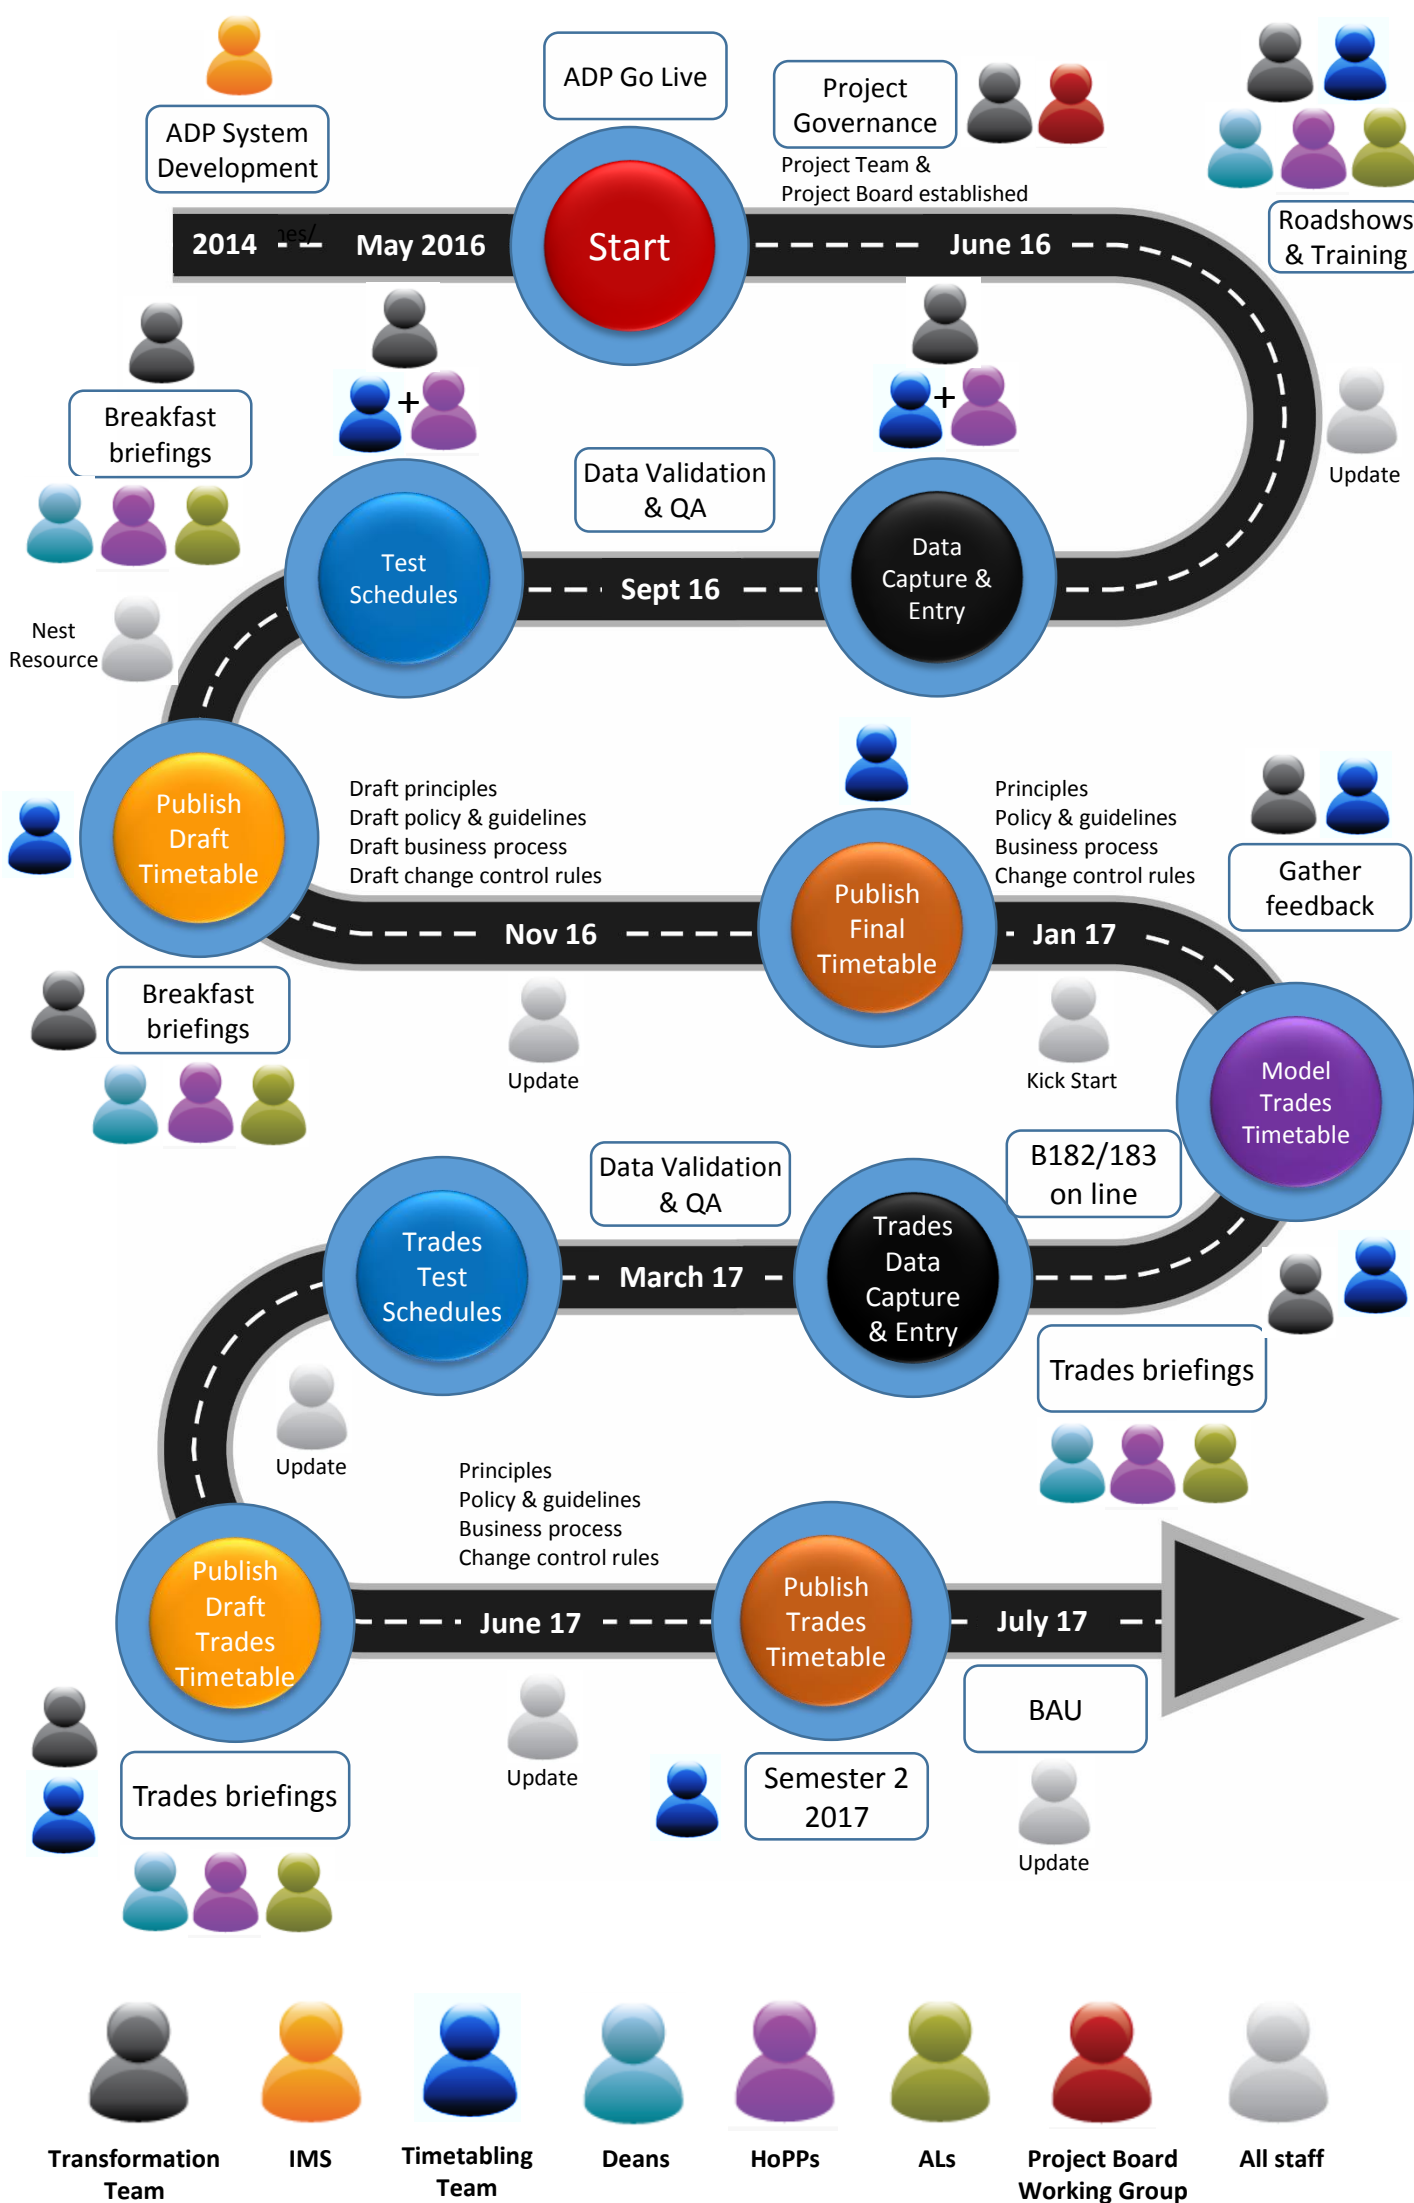 ADP Go Live
Project
Governance
ADP System
Development
Project Team &
Project Board established
Roadshows
& Training
2014
nes/
May 2016
Start
June 16
Breakfast
briefings
Update
Data Validation
& QA
Test
Schedules
Sept 16
Data
Capture &
Entry
+
+
Nest
Resource
Publish
Draft
Timetable
Draft principles
Draft policy & guidelines
Draft business process
Draft change control rules
Principles
Policy & guidelines
Business process
Change control rules
Gather
feedback
Nov 16
Publish
Final
Timetable
Jan 17
Breakfast
briefings
Update
Kick Start
Model
Trades
Timetable
Data Validation
& QA
B182/183
on line
Trades
Test
Schedules
March 17
Trades
Data
Capture
& Entry
Trades briefings
Update
Principles
Policy & guidelines
Business process
Change control rules
Publish
Draft
Trades
Timetable
June 17
Publish
Trades
Timetable
July 17
BAU
Update
Trades briefings
Semester 2
2017
Update
Transformation
Team
IMS
Timetabling
Team
Deans
HoPPs
ALs
Project Board
Working Group
All staff